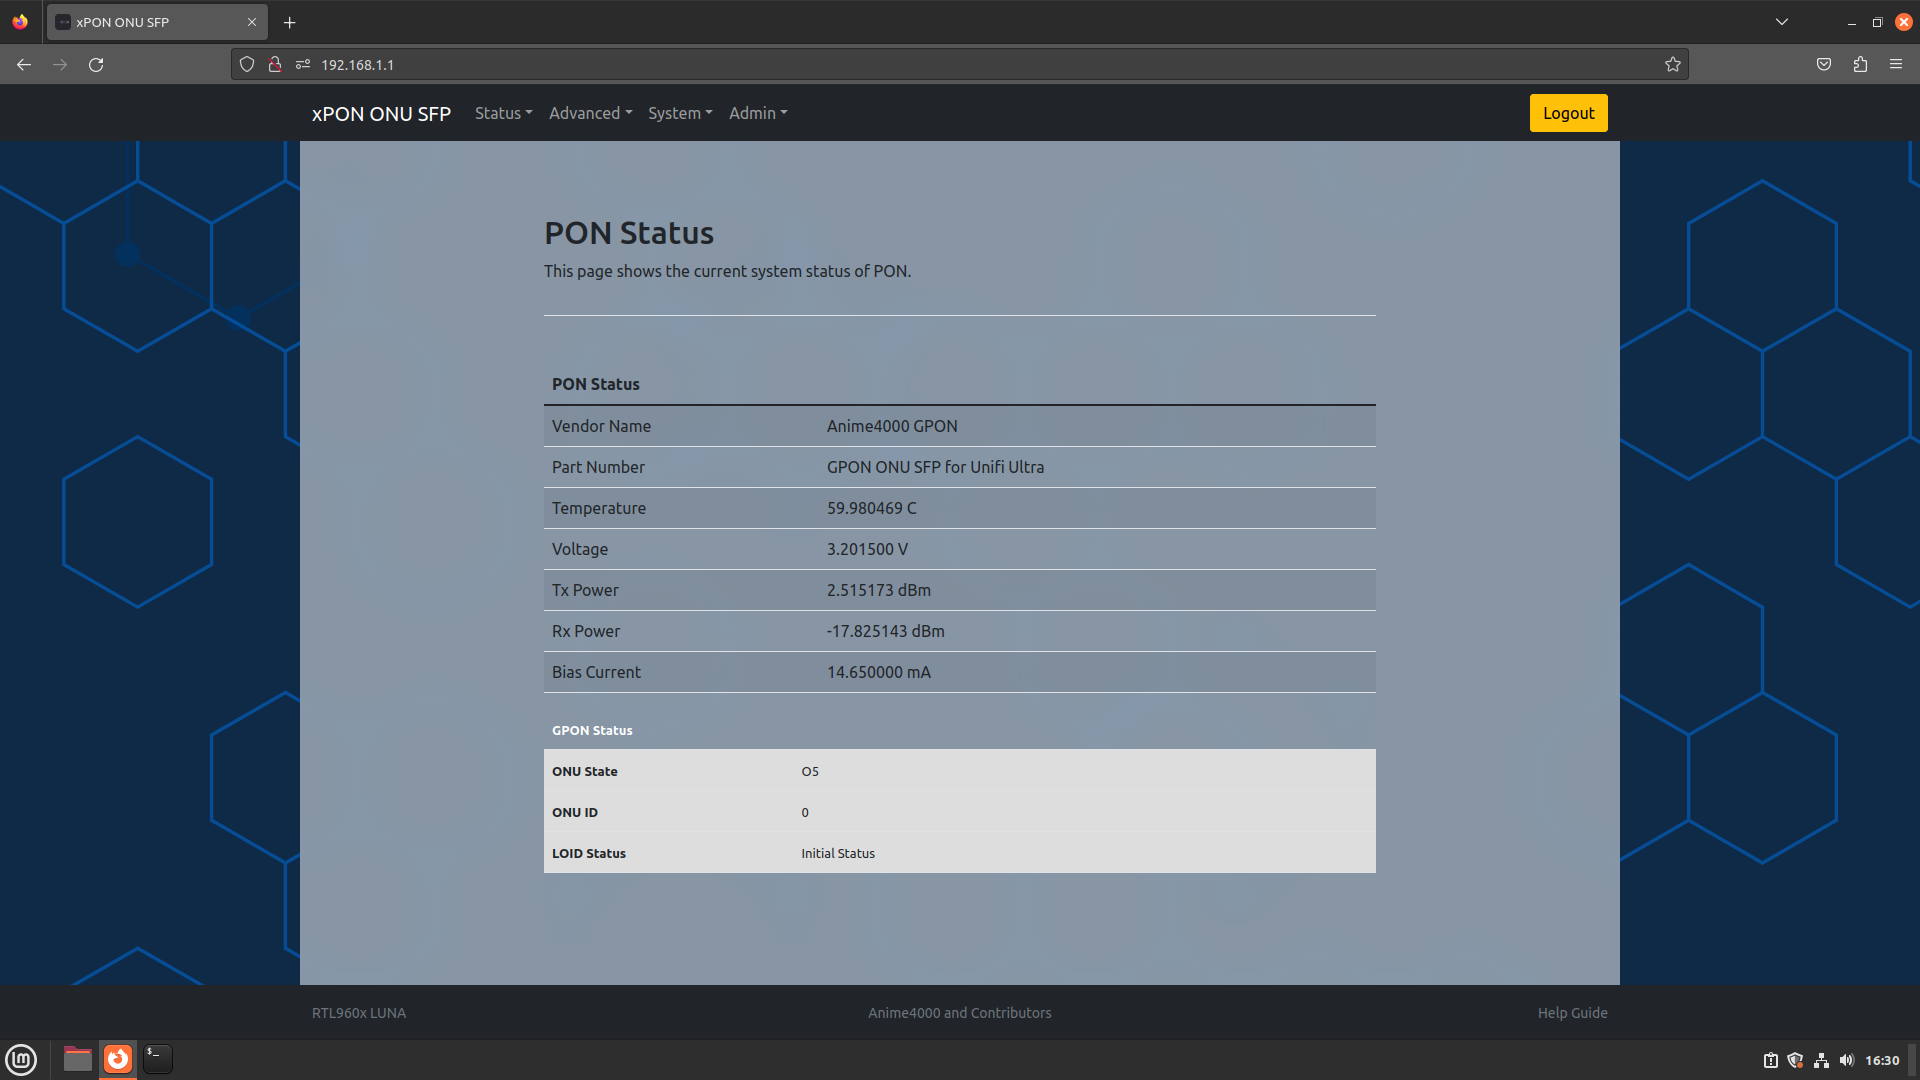 xPON ONU SFP
192.168.1.1
xPON ONU SFP Status Advanced System Admin Logout
PON Status
This page shows the current system status of PON.
PON Status
Vendor Name Anime4000 GPON
Part Number GPON ONU SFP for Unifi Ultra
Temperature 59.980469 C
Voltage 3.201500 V
Tx Power 2.515173 dBm
Rx Power -17.825143 dBm
Bias Current 14.650000 mA
GPON Status
ONU State O5
ONU ID 0
LOID Status Initial Status
RTL960x LUNA Anime4000 and Contributors Help Guide
lm $_ 16:30